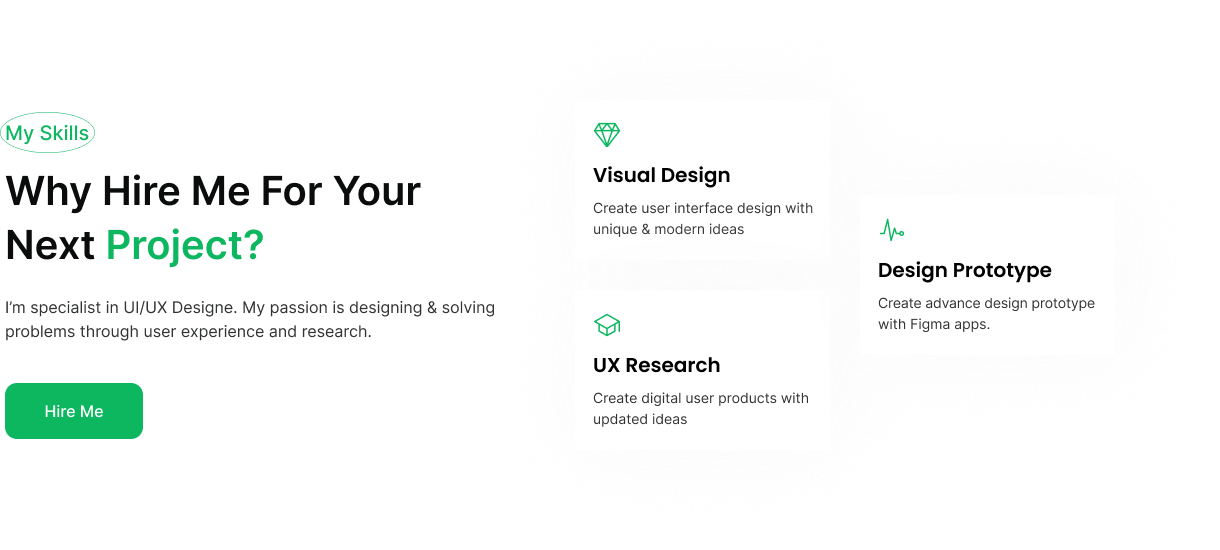 My Skills
Why Hire Me For Your
Next Project?
I'm specialist in UI/UX Designe. My passion is designing & solving
problems through user experience and research.
Hire Me
Visual Design
Create user interface design with
unique & modern ideas
UX Research
Create digital user products with
updated ideas
Design Prototype
Create advance design prototype
with Figma apps.